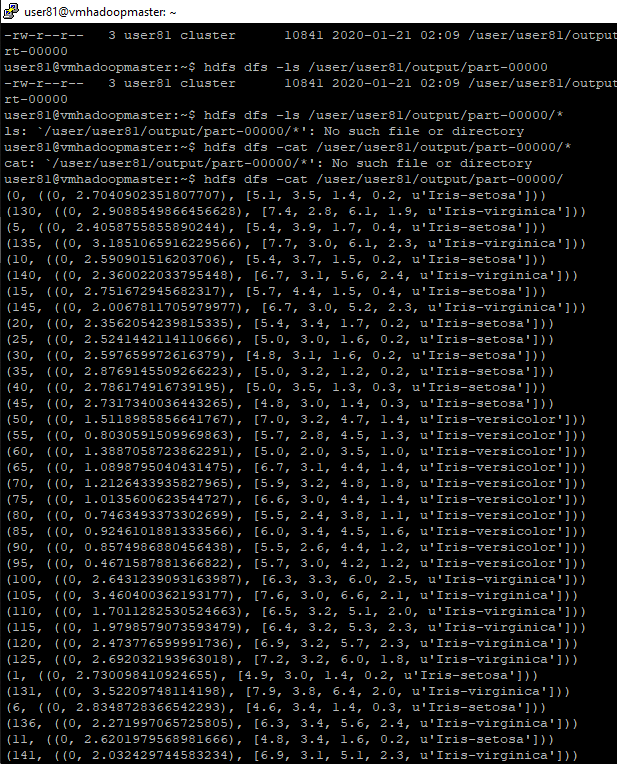 user81@vmhadoopmaster: ~
-rw-r--r--   3 user81 cluster      10841 2020-01-21 02:09 /user/user81/output
rt-00000
user81@vmhadoopmaster:~$ hdfs dfs -ls /user/user81/output/part-00000
-rw-r--r--   3 user81 cluster      10841 2020-01-21 02:09 /user/user81/output
rt-00000
user81@vmhadoopmaster:~$ hdfs dfs -ls /user/user81/output/part-00000/*
ls: `/user/user81/output/part-00000/*': No such file or directory
user81@vmhadoopmaster:~$ hdfs dfs -cat /user/user81/output/part-00000/*
cat: `/user/user81/output/part-00000/*': No such file or directory
user81@vmhadoopmaster:~$ hdfs dfs -cat /user/user81/output/part-00000/
(0, ((0, 2.7040902351807707), [5.1, 3.5, 1.4, 0.2, u'Iris-setosa']))
(130, ((0, 2.9088549866456628), [7.4, 2.8, 6.1, 1.9, u'Iris-virginica']))
(5, ((0, 2.4058755855890244), [5.4, 3.9, 1.7, 0.4, u'Iris-setosa']))
(135, ((0, 3.1851065916229566), [7.7, 3.0, 6.1, 2.3, u'Iris-virginica']))
(10, ((0, 2.590901516203706), [5.4, 3.7, 1.5, 0.2, u'Iris-setosa']))
(140, ((0, 2.360022033795448), [6.7, 3.1, 5.6, 2.4, u'Iris-virginica']))
(15, ((0, 2.751672945682317), [5.7, 4.4, 1.5, 0.4, u'Iris-setosa']))
(145, ((0, 2.0067811705979977), [6.7, 3.0, 5.2, 2.3, u'Iris-virginica']))
(20, ((0, 2.3562054239815335), [5.4, 3.4, 1.7, 0.2, u'Iris-setosa']))
(25, ((0, 2.5241442114110666), [5.0, 3.0, 1.6, 0.2, u'Iris-setosa']))
(30, ((0, 2.597659972616379), [4.8, 3.1, 1.6, 0.2, u'Iris-setosa']))
(35, ((0, 2.8769145509266223), [5.0, 3.2, 1.2, 0.2, u'Iris-setosa']))
(40, ((0, 2.786174916739195), [5.0, 3.5, 1.3, 0.3, u'Iris-setosa']))
(45, ((0, 2.7317340036443265), [4.8, 3.0, 1.4, 0.3, u'Iris-setosa']))
(50, ((0, 1.5118985856641767), [7.0, 3.2, 4.7, 1.4, u'Iris-versicolor']))
(55, ((0, 0.8030591509969863), [5.7, 2.8, 4.5, 1.3, u'Iris-versicolor']))
(60, ((0, 1.3887058723862291), [5.0, 2.0, 3.5, 1.0, u'Iris-versicolor']))
(65, ((0, 1.0898795040431475), [6.7, 3.1, 4.4, 1.4, u'Iris-versicolor']))
(70, ((0, 1.2126433935827965), [5.9, 3.2, 4.8, 1.8, u'Iris-versicolor']))
(75, ((0, 1.0135600623544727), [6.6, 3.0, 4.4, 1.4, u'Iris-versicolor']))
(80, ((0, 0.7463493373302699), [5.5, 2.4, 3.8, 1.1, u'Iris-versicolor']))
(85, ((0, 0.9246101881333566), [6.0, 3.4, 4.5, 1.6, u'Iris-versicolor']))
(90, ((0, 0.8574986880456438), [5.5, 2.6, 4.4, 1.2, u'Iris-versicolor']))
(95, ((0, 0.4671587881366822), [5.7, 3.0, 4.2, 1.2, u'Iris-versicolor']))
(100, ((0, 2.6431239093163987), [6.3, 3.3, 6.0, 2.5, u'Iris-virginica']))
(105, ((0, 3.460400362193177), [7.6, 3.0, 6.6, 2.1, u'Iris-virginica']))
(110, ((0, 1.7011282530524663), [6.5, 3.2, 5.1, 2.0, u'Iris-virginica']))
(115, ((0, 1.9798579073593479), [6.4, 3.2, 5.3, 2.3, u'Iris-virginica']))
(120, ((0, 2.473776599991736), [6.9, 3.2, 5.7, 2.3, u'Iris-virginica']))
(125, ((0, 2.692032193963018), [7.2, 3.2, 6.0, 1.8, u'Iris-virginica']))
(1, ((0, 2.730098410924655), [4.9, 3.0, 1.4, 0.2, u'Iris-setosa']))
(131, ((0, 3.52209748114198), [7.9, 3.8, 6.4, 2.0, u'Iris-virginica']))
(6, ((0, 2.8348728366542293), [4.6, 3.4, 1.4, 0.3, u'Iris-setosa']))
(136, ((0, 2.271997065725805), [6.3, 3.4, 5.6, 2.4, u'Iris-virginica']))
(11, ((0, 2.6201979568981666), [4.8, 3.4, 1.6, 0.2, u'Iris-setosa']))
(141, ((0, 2.032429744583234), [6.9, 3.1, 5.1, 2.3, u'Iris-virginica']))